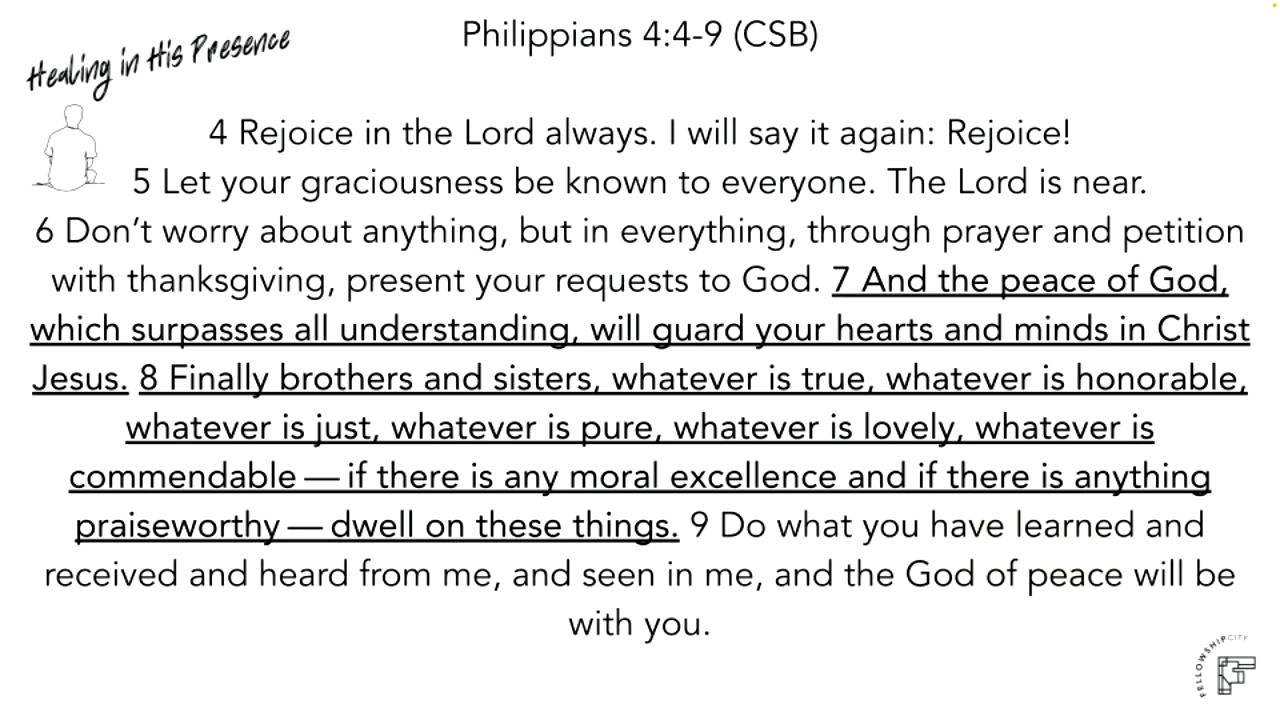 Healing in His Presence
Philippians 4:4-9 (CSB)
4 Rejoice in the Lord always. I will say it again: Rejoice!
5 Let your graciousness be known to everyone. The Lord is near.
6 Don’t worry about anything, but in everything, through prayer and petition
with thanksgiving, present your requests to God. 7 And the peace of God,
which surpasses all understanding, will guard your hearts and minds in Christ
Jesus. 8 Finally brothers and sisters, whatever is true, whatever is honorable,
whatever is just, whatever is pure, whatever is lovely, whatever is
commendable — if there is any moral excellence and if there is anything
praiseworthy — dwell on these things. 9 Do what you have learned and
received and heard from me, and seen in me, and the God of peace will be
with you.
FELLOWSHIPCITY